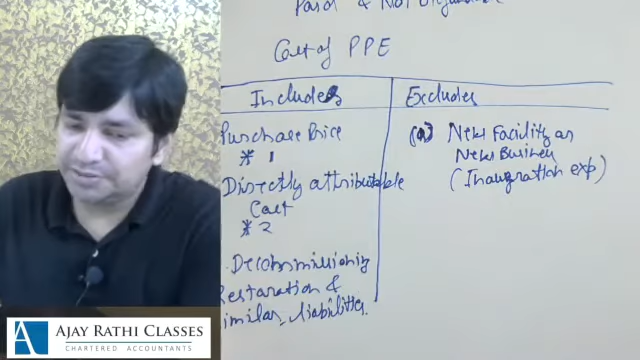 Cost of PPE
Includes
Excludes
Purchase Price
* 1
Directly attributable
Cost
* 2
Decommissioning
Restoration &
similar liabilities.
(a) New Facility or
New Business
(Inaugration exp)
AJAY RATHI CLASSES
CHARTERED ACCOUNTANTS